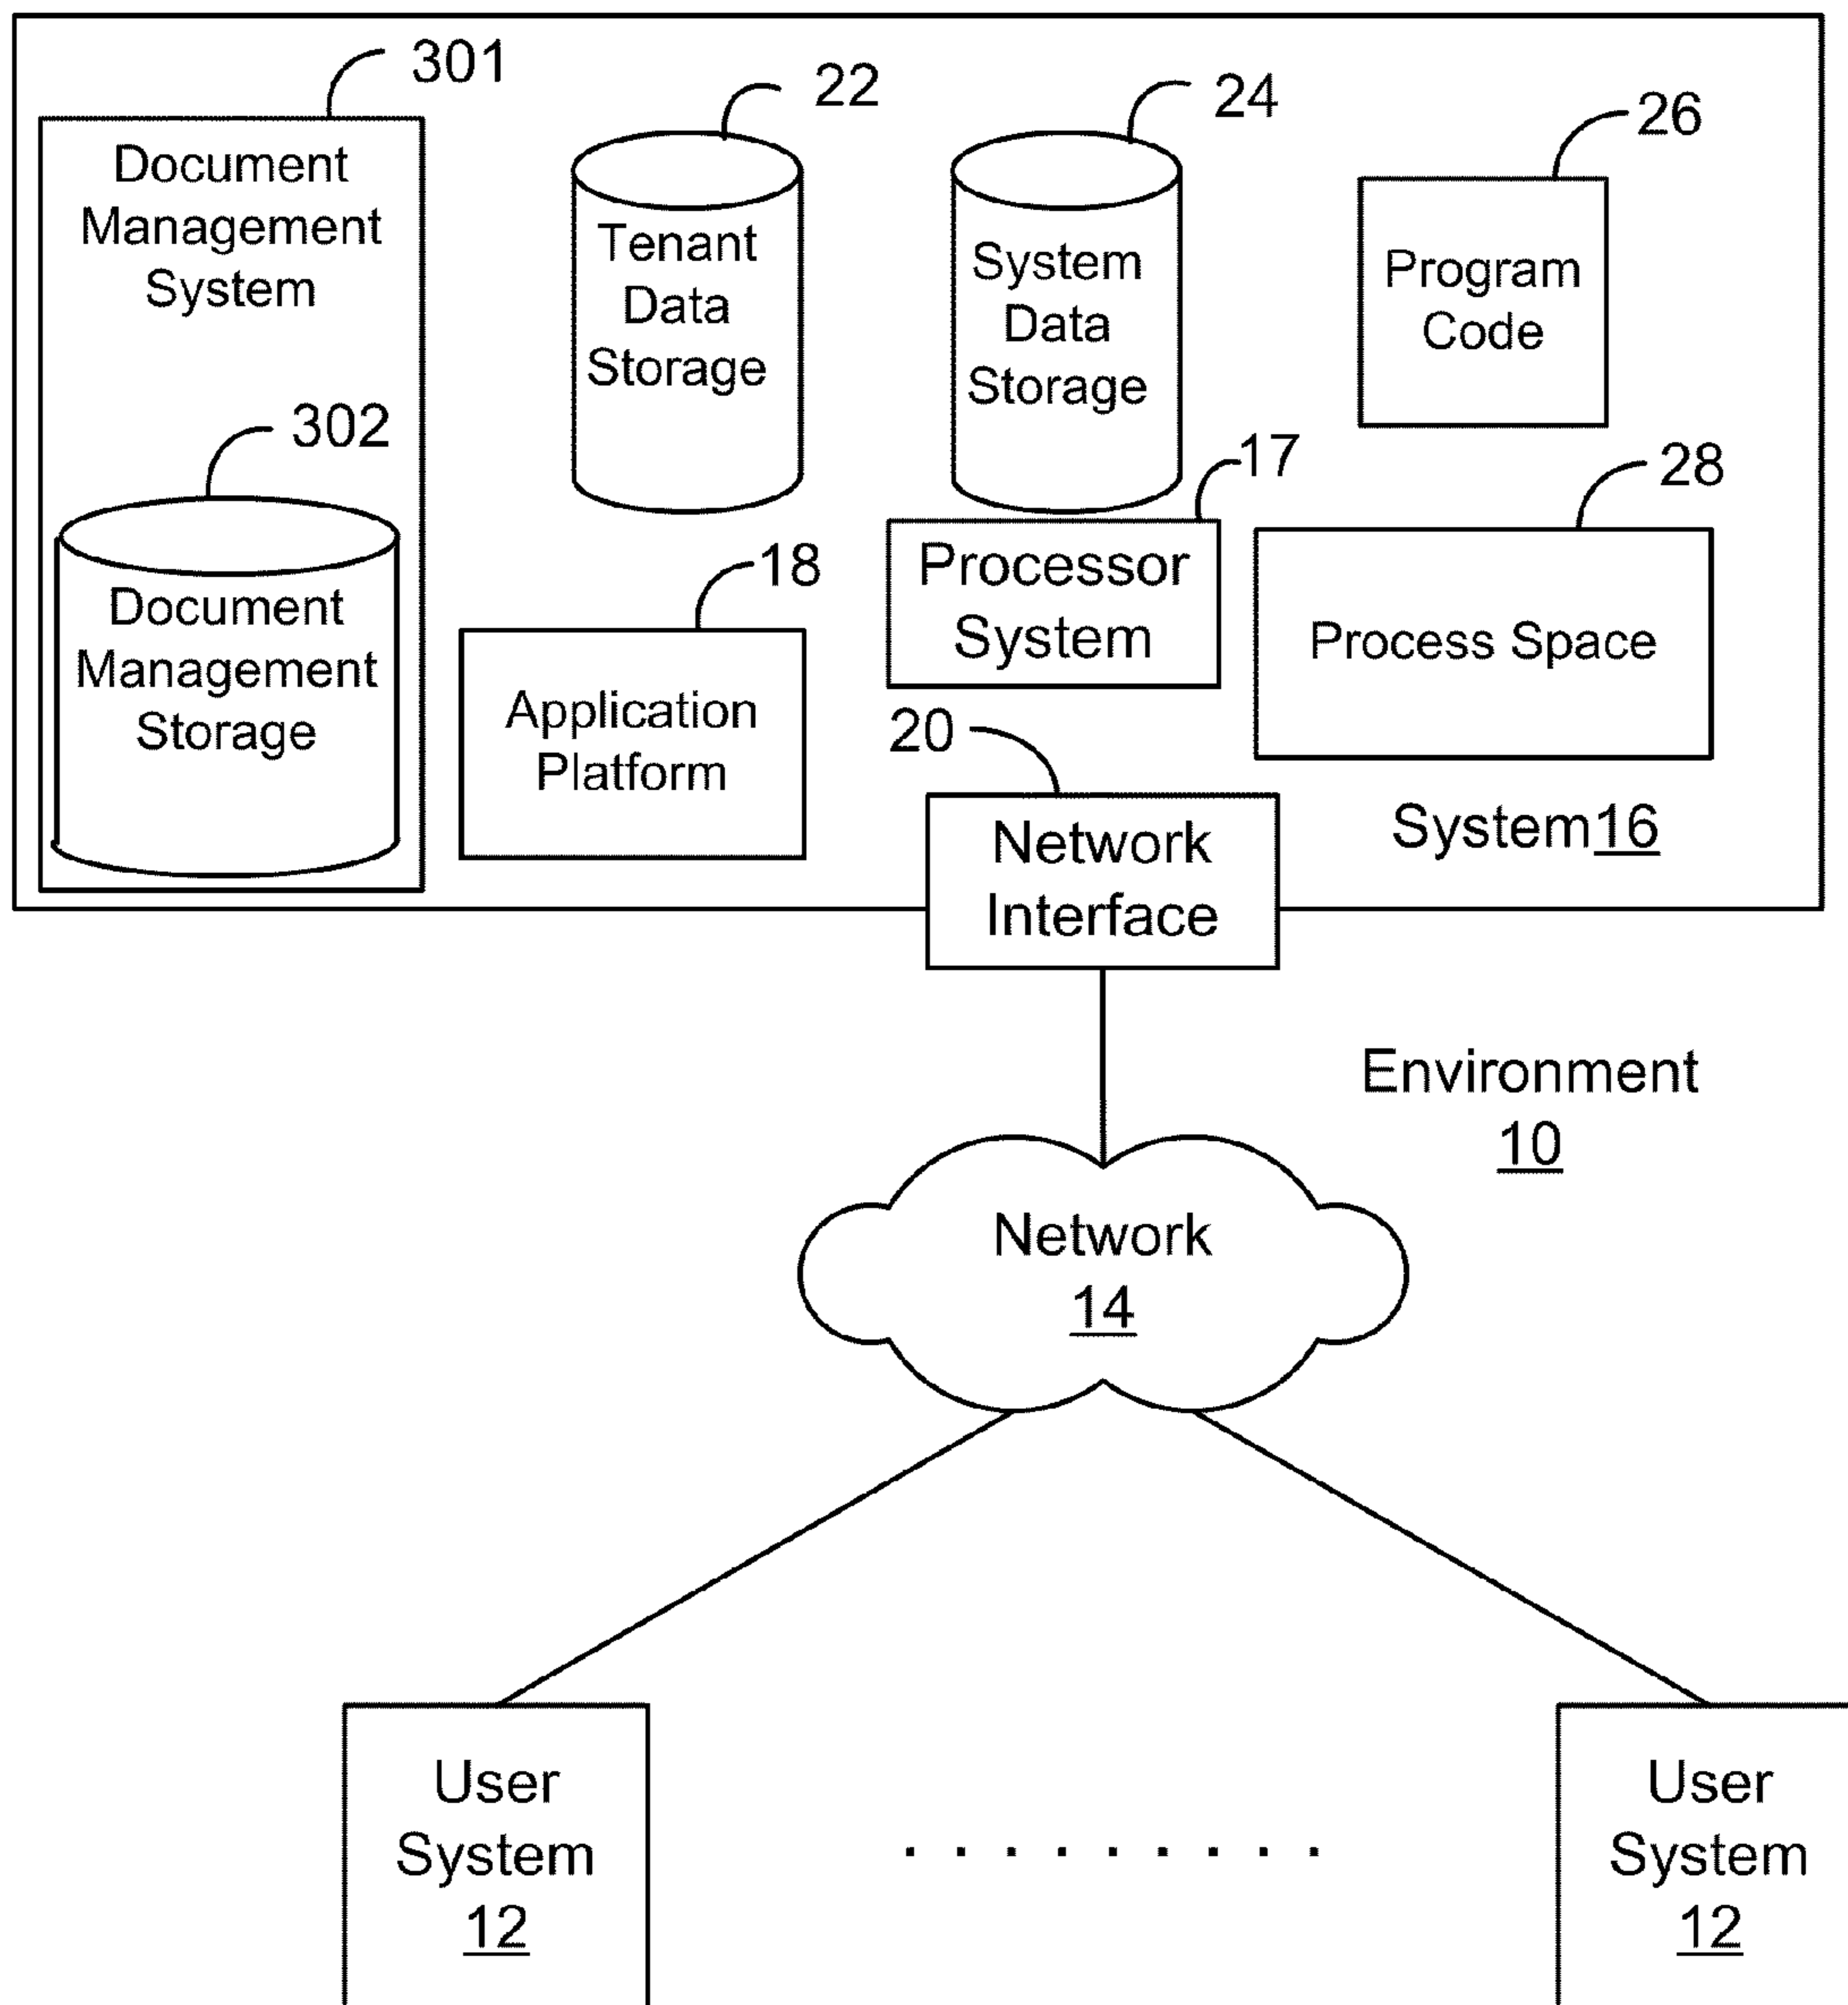 301
Document
Management
System
302
Document
Management
Storage
22
Tenant
Data
Storage
24
System
Data
Storage
26
Program
Code
17
Processor
System
28
Process Space
18
Application
Platform
20
Network
Interface
System16
Environment
10
Network
14
User
System
12
.........
User
System
12